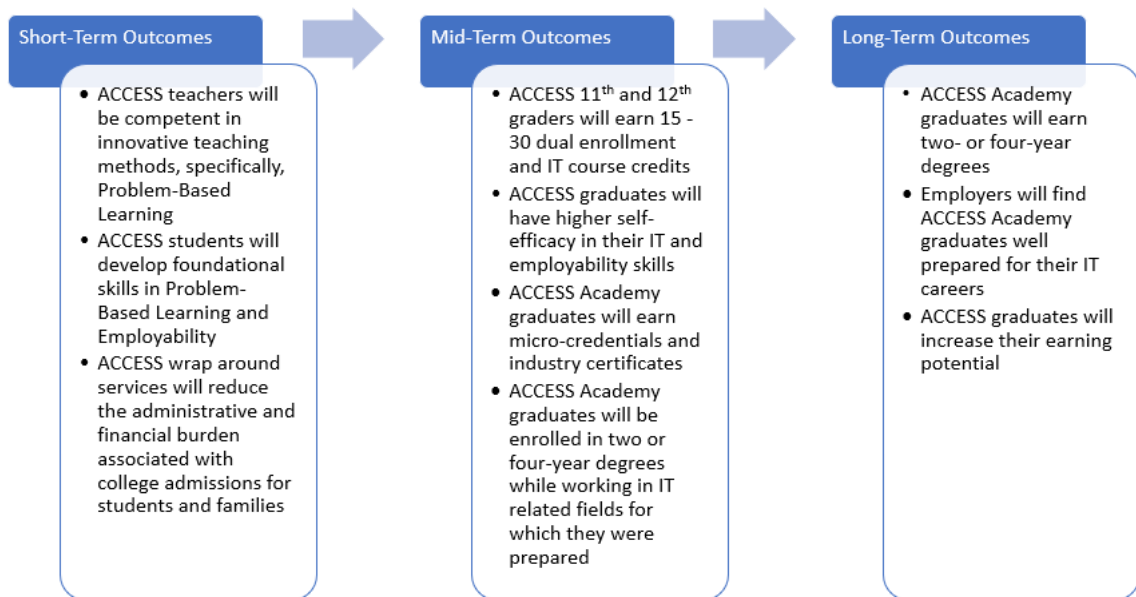 Short-Term Outcomes
• ACCESS teachers will
be competent in
innovative teaching
methods, specifically,
Problem-Based
Learning
• ACCESS students will
develop foundational
skills in Problem-
Based Learning and
Employability
• ACCESS wrap around
services will reduce
the administrative and
financial burden
associated with
college admissions for
students and families
Mid-Term Outcomes
• ACCESS 11th and 12th
graders will earn 15 -
30 dual enrollment
and IT course credits
• ACCESS graduates will
have higher self-
efficacy in their IT and
employability skills
• ACCESS Academy
graduates will earn
micro-credentials and
industry certificates
• ACCESS Academy
graduates will be
enrolled in two or
four-year degrees
while working in IT
related fields for
which they were
prepared
Long-Term Outcomes
• ACCESS Academy
graduates will earn
two- or four-year
degrees
• Employers will find
ACCESS Academy
graduates well
prepared for their IT
careers
• ACCESS graduates will
increase their earning
potential